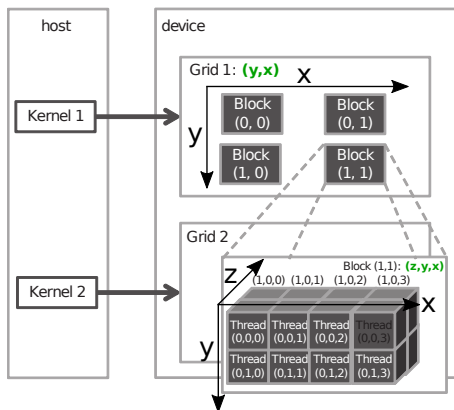 host
device
Grid 1: (y,x)
x
Kernel 1
Block
(0, 0)
Block
(0, 1)
y
Block
(1, 0)
Block
(1, 1)
Grid 2
Kernel 2
Block (1,1): (z,y,x)
z
(1,0,0)
(1,0,1)
(1,0,2)
(1,0,3)
x
Thread
(0,0,0)
Thread
(0,0,1)
Thread
(0,0,2)
Thread
(0,0,3)
y
Thread
(0,1,0)
Thread
(0,1,1)
Thread
(0,1,2)
Thread
(0,1,3)